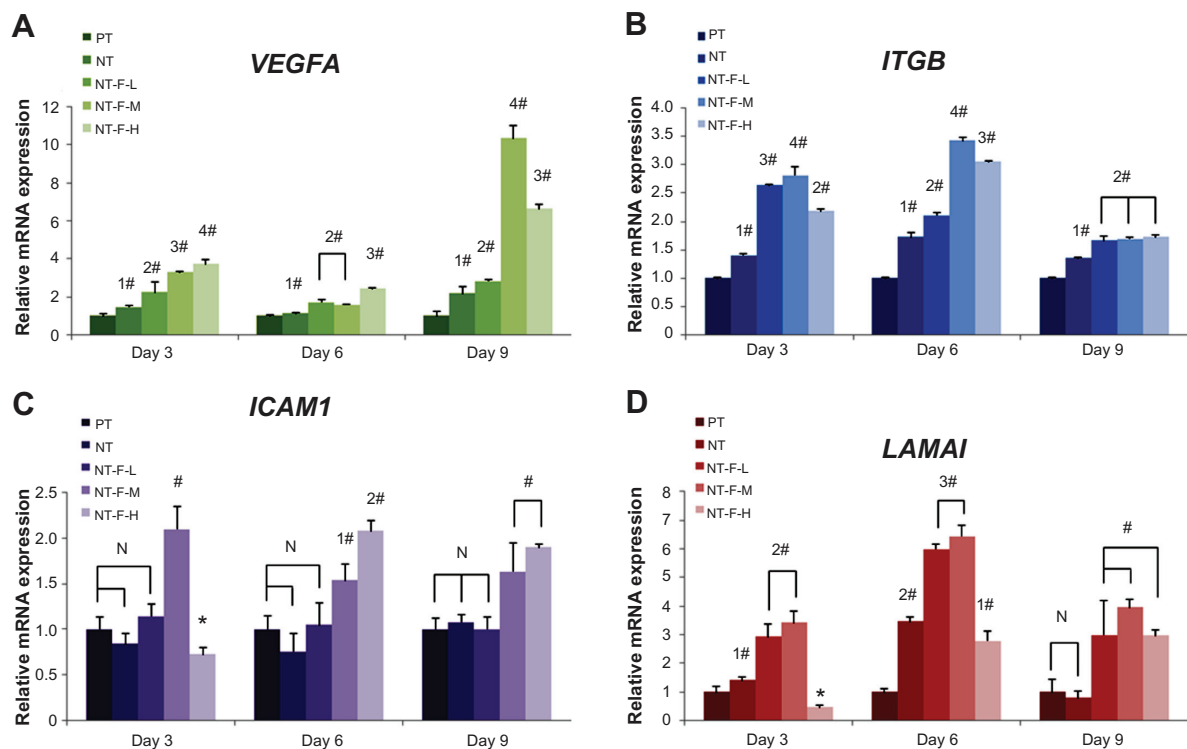 A
VEGFA
PT
NT
NT-F-L
NT-F-M
NT-F-H
Relative mRNA expression
12
10
8
6
4
2
0
1#
2#
3#
4#
1#
2#
3#
1#
2#
4#
3#
Day 3
Day 6
Day 9
B
ITGB
PT
NT
NT-F-L
NT-F-M
NT-F-H
Relative mRNA expression
4.0
3.5
3.0
2.5
2.0
1.5
1.0
0.5
0
1#
3#
4#
2#
1#
2#
4#
3#
1#
2#
Day 3
Day 6
Day 9
C
ICAM1
PT
NT
NT-F-L
NT-F-M
NT-F-H
Relative mRNA expression
2.5
2.0
1.5
1.0
0.5
0
N
#
*
N
1#
2#
N
#
Day 3
Day 6
Day 9
D
LAMAI
PT
NT
NT-F-L
NT-F-M
NT-F-H
Relative mRNA expression
8
7
6
5
4
3
2
1
0
1#
2#
*
2#
3#
1#
N
#
Day 3
Day 6
Day 9